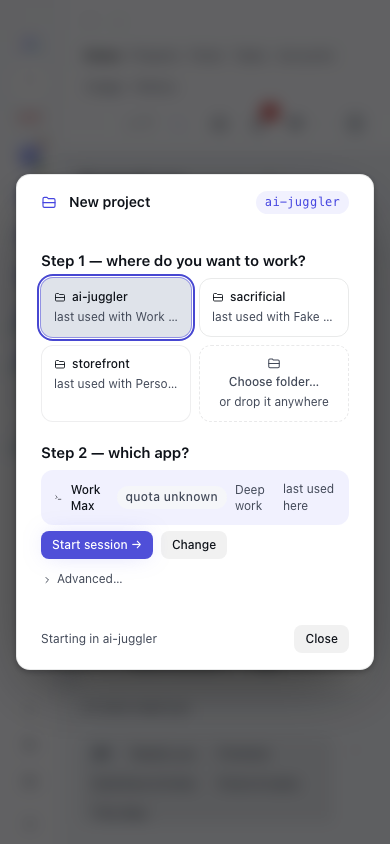 New project
ai-juggler
Step 1 — where do you want to work?
ai-juggler
last used with Work ...
sacrificial
last used with Fake ...
storefront
last used with Perso...
Choose folder...
or drop it anywhere
Step 2 — which app?
Work
Max
quota unknown
Deep
work
last used
here
Start session →
Change
Advanced...
Starting in ai-juggler
Close